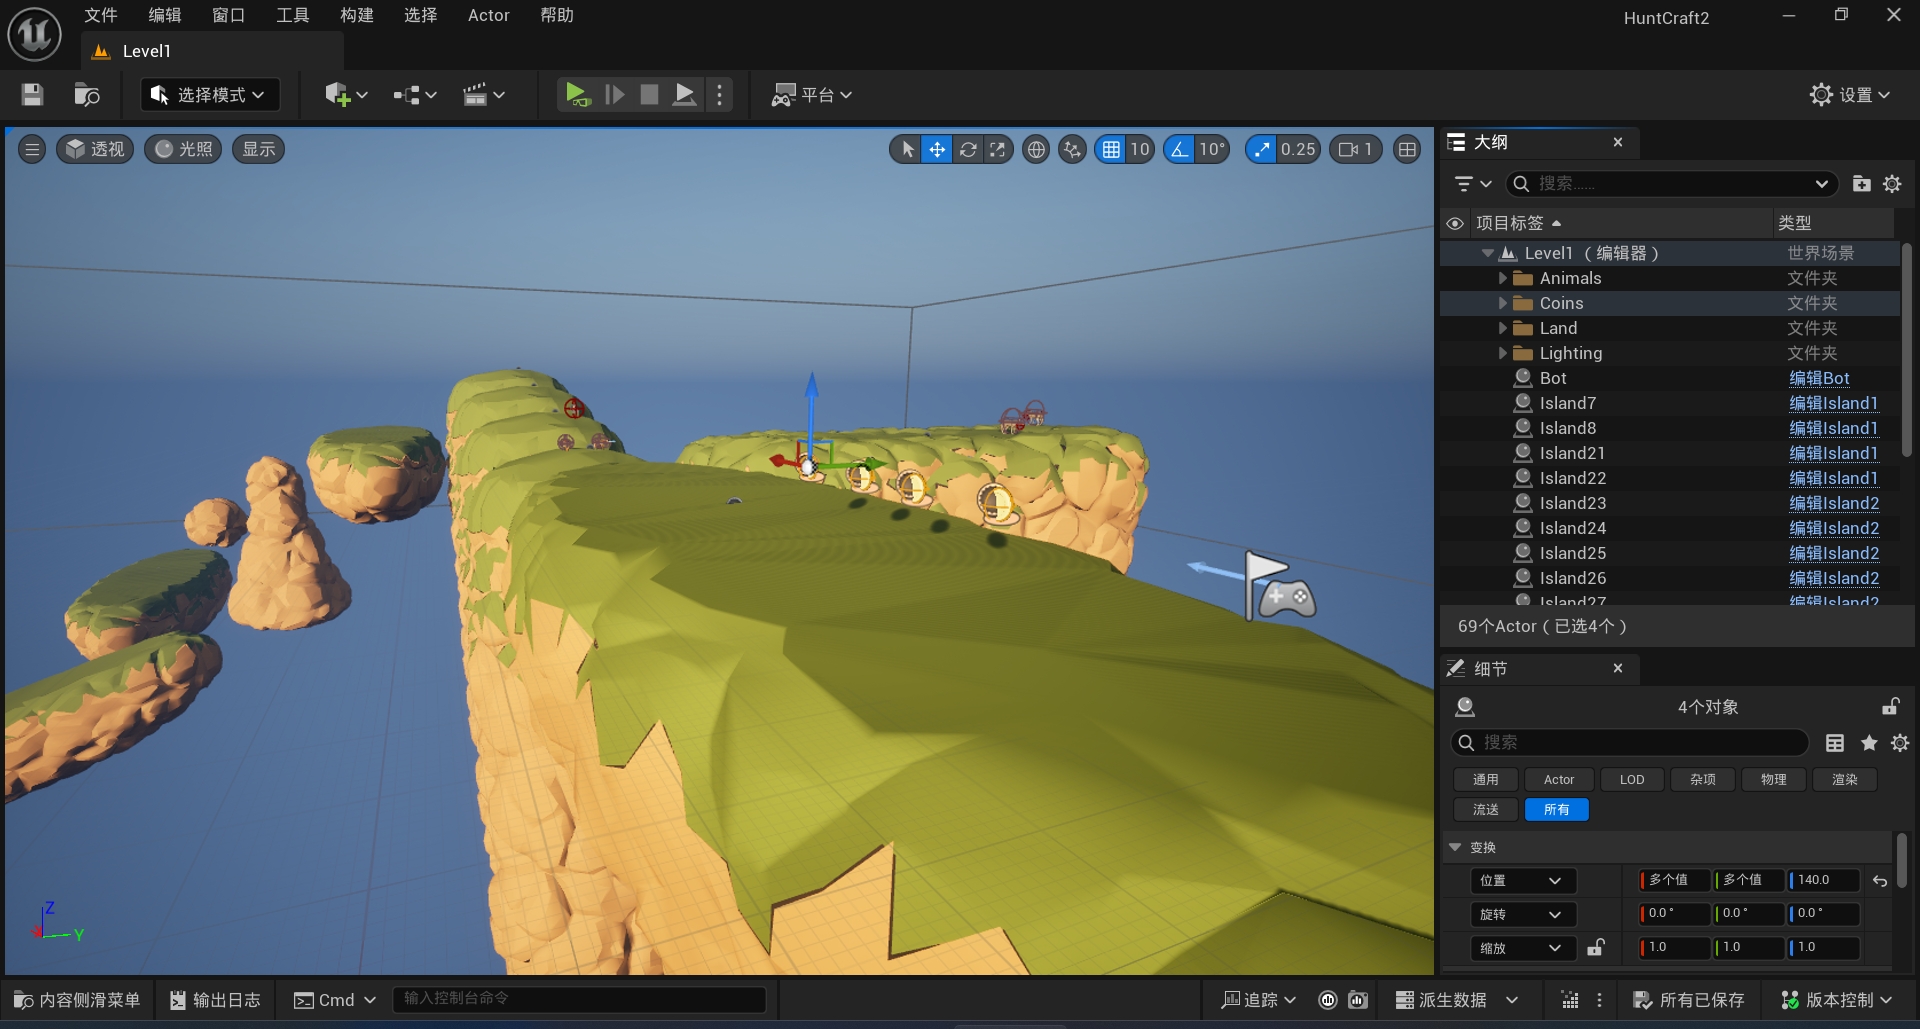 文件 编辑 窗口 工具 构建 选择 Actor 帮助
HuntCraft2
Level1
选择模式
平台
设置
透视 光照 显示
10 10° 0.25 1
大纲
搜索......
项目标签 类型
Level1 （编辑器） 世界场景
Animals 文件夹
Coins 文件夹
Land 文件夹
Lighting 文件夹
Bot 编辑Bot
Island7 编辑Island1
Island8 编辑Island1
Island21 编辑Island1
Island22 编辑Island1
Island23 编辑Island2
Island24 编辑Island2
Island25 编辑Island2
Island26 编辑Island2
Island27 编辑Island2
69个Actor（已选4个）
细节
4个对象
搜索
通用 Actor LOD 杂项 物理 渲染
流送 所有
变换
位置 多个值 多个值 140.0
旋转 0.0 ° 0.0 ° 0.0 °
缩放 1.0 1.0 1.0
Z
Y
内容侧滑菜单 输出日志 Cmd 输入控制台命令 追踪 派生数据 所有已保存 版本控制